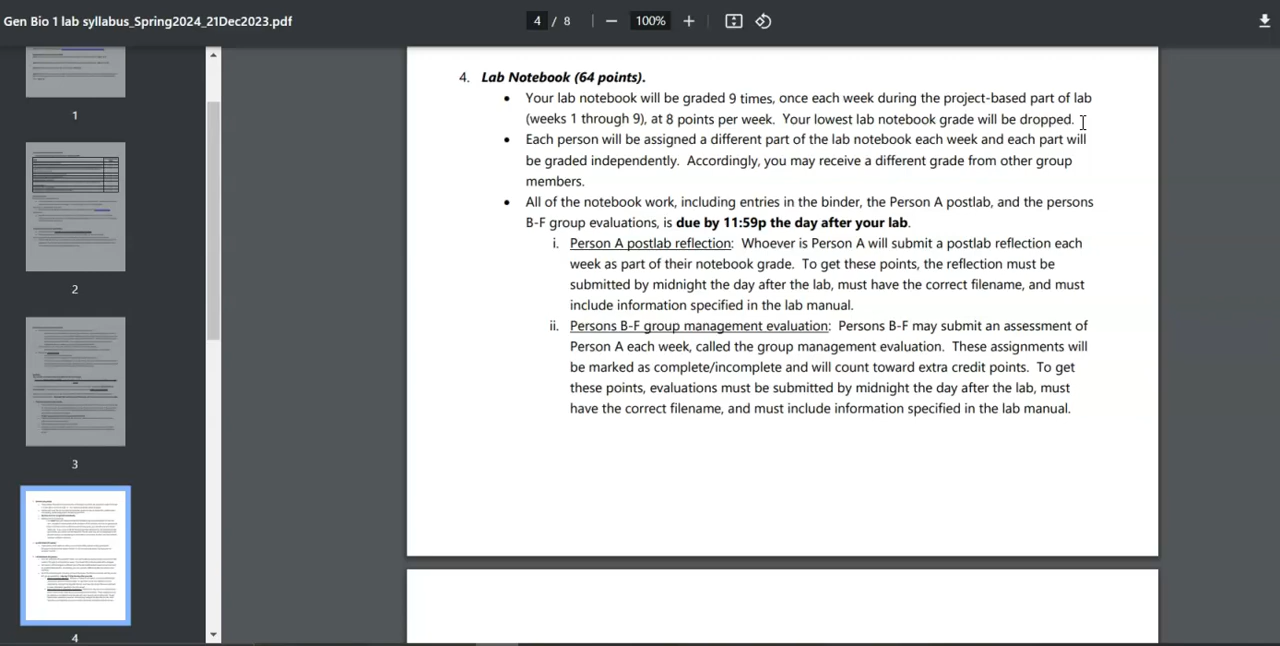 Gen Bio 1 lab syllabus_Spring2024_21Dec2023.pdf
4 / 8
100%
1
2
3
4
4. Lab Notebook (64 points).
• Your lab notebook will be graded 9 times, once each week during the project-based part of lab
(weeks 1 through 9), at 8 points per week. Your lowest lab notebook grade will be dropped.
• Each person will be assigned a different part of the lab notebook each week and each part will
be graded independently. Accordingly, you may receive a different grade from other group
members.
• All of the notebook work, including entries in the binder, the Person A postlab, and the persons
B-F group evaluations, is due by 11:59p the day after your lab.
i. Person A postlab reflection: Whoever is Person A will submit a postlab reflection each
week as part of their notebook grade. To get these points, the reflection must be
submitted by midnight the day after the lab, must have the correct filename, and must
include information specified in the lab manual.
ii. Persons B-F group management evaluation: Persons B-F may submit an assessment of
Person A each week, called the group management evaluation. These assignments will
be marked as complete/incomplete and will count toward extra credit points. To get
these points, evaluations must be submitted by midnight the day after the lab, must
have the correct filename, and must include information specified in the lab manual.